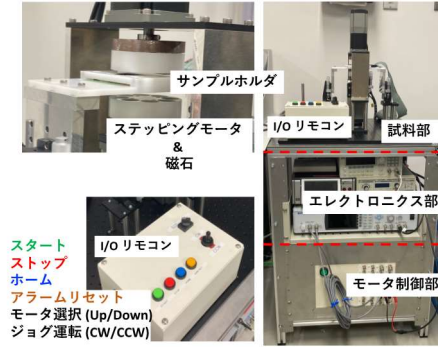 サンプルホルダ
ステッピングモータ
&
磁石
I/O リモコン
試料部
エレクトロニクス部
モータ制御部
I/O リモコン
スタート
ストップ
ホーム
アラームリセット
モータ選択 (Up/Down)
ジョグ運転 (CW/CCW)